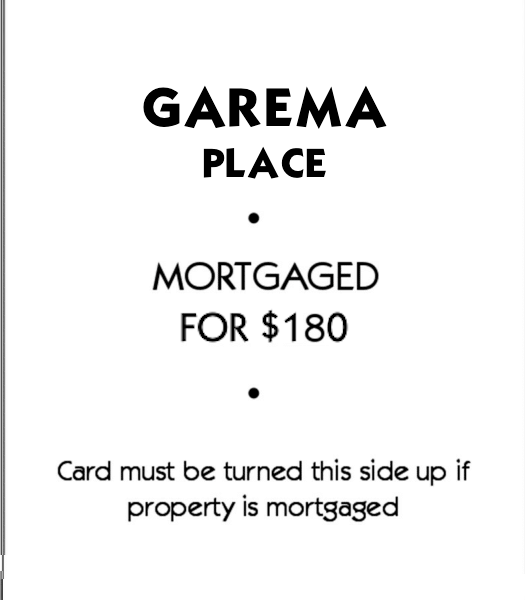 GAREMA
PLACE
•
MORTGAGED
FOR $180
•
Card must be turned this side up if
property is mortgaged